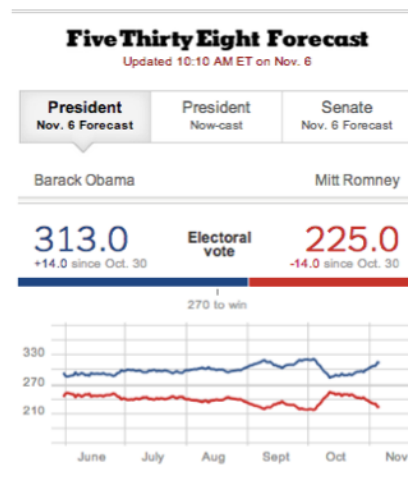 FiveThirtyEight Forecast
Updated 10:10 AM ET on Nov. 6
President President Senate
Nov. 6 Forecast Now-cast Nov. 6 Forecast
Barack Obama Mitt Romney
313.0 Electoral vote 225.0
+14.0 since Oct. 30 -14.0 since Oct. 30
270 to win
330
270
210
June July Aug Sept Oct Nov